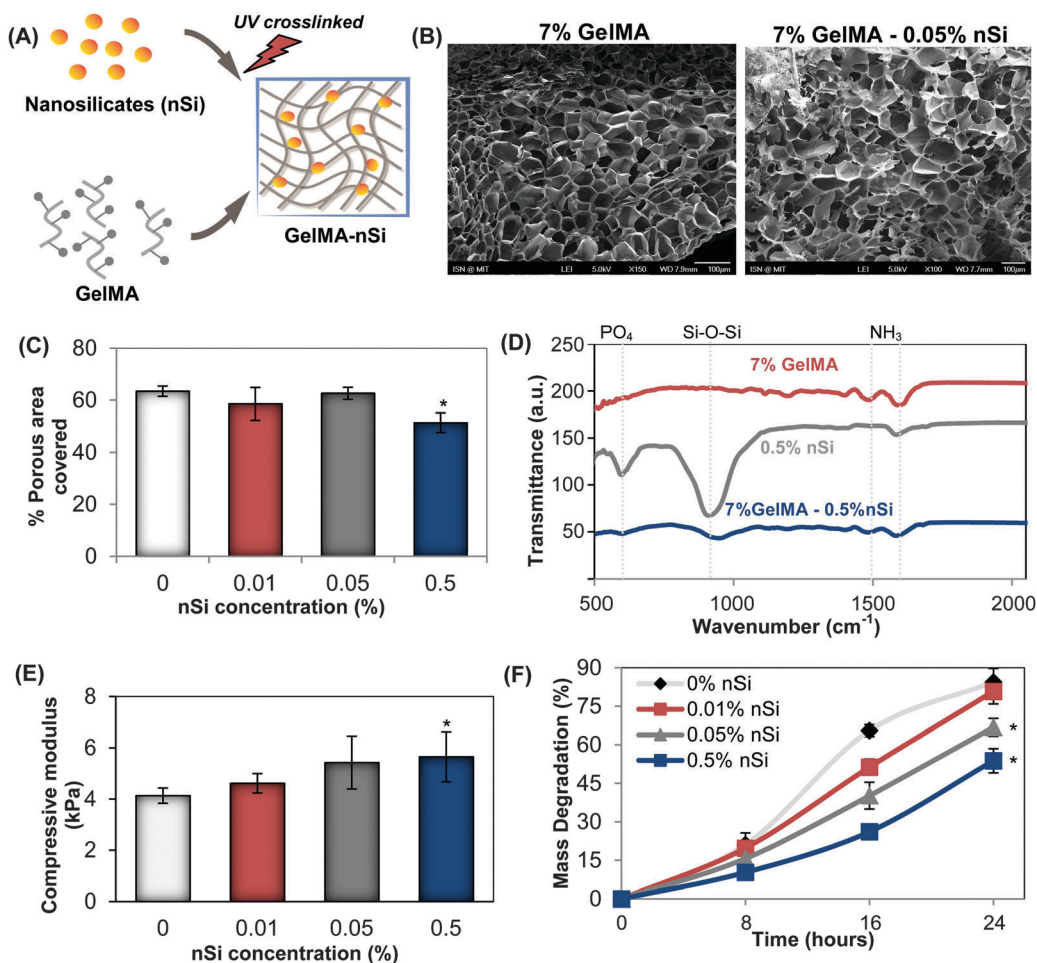 (A)
UV crosslinked
Nanosilicates (nSi)
GelMA-nSi
GelMA
(B)
7% GelMA
7% GelMA - 0.05% nSi
ISN @ MIT LEI 5.0kV X150 WD 7.9mm 100µm
ISN @ MIT LEI 5.0kV X100 WD 7.7mm 100µm
(C)
% Porous area
covered
80
60
40
20
0
0 0.01 0.05 0.5
nSi concentration (%)
*
(D)
PO4 Si-O-Si NH3
Transmittance (a.u.)
250
200
150
100
50
7% GelMA
0.5% nSi
7%GelMA - 0.5%nSi
500 1000 1500 2000
Wavenumber (cm-1)
(E)
Compressive modulus
(kPa)
8
6
4
2
0
*
0 0.01 0.05 0.5
nSi concentration (%)
(F)
Mass Degradation (%)
90
75
60
45
30
15
0
0% nSi
0.01% nSi
0.05% nSi
0.5% nSi
*
*
0 8 16 24
Time (hours)